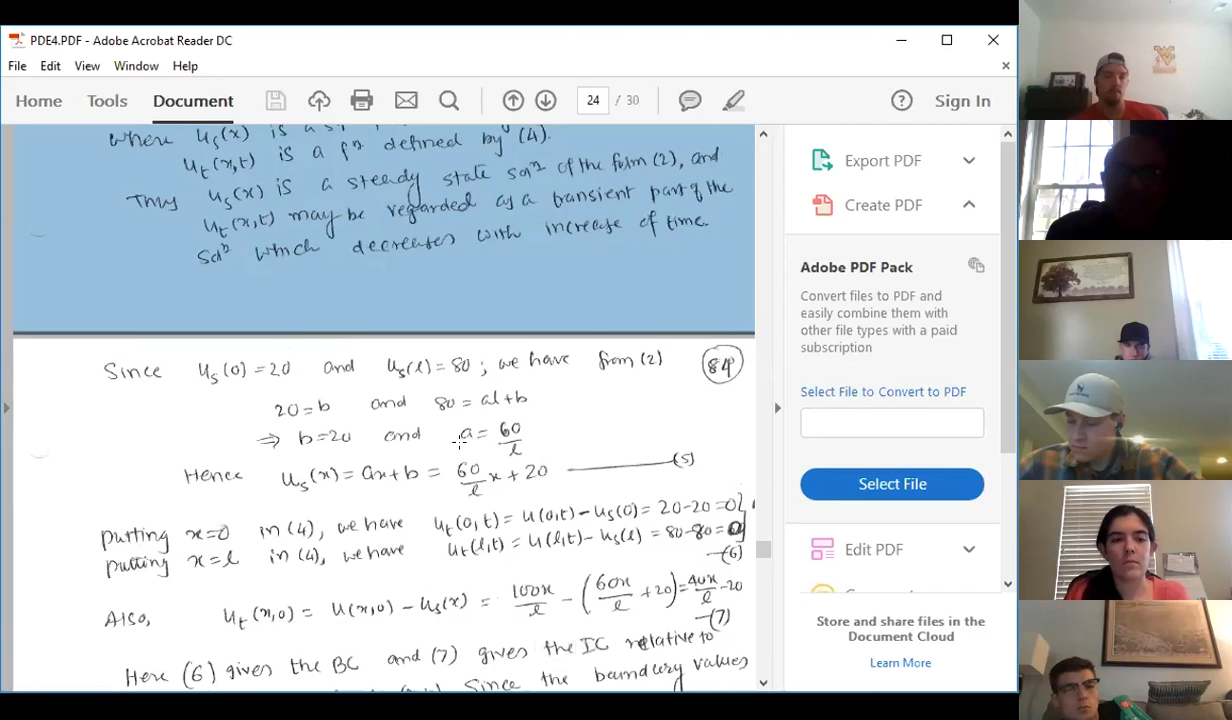 PDE4.PDF - Adobe Acrobat Reader DC
File Edit View Window Help
Home Tools Document 24 / 30 Sign In
where us(x) is a
ut(x,t) is a fn defined by (4).
Thus us(x) is a steady state soln of the form (2), and
ut(x,t) may be regarded as a transient part of the
soln which decreases with increase of time.
Since us(0)=20 and us(l)=80; we have from (2) 84
20=b and 80=al+b
⇒ b=20 and a=60/l
Hence us(x)=ax+b=60/l x+20 (5)
putting x=0 in (4), we have ut(0,t)=u(0,t)-us(0)=20-20=0
putting x=l in (4), we have ut(l,t)=u(l,t)-us(l)=80-80=0
(6)
Also, ut(x,0)=u(x,0)-us(x)=100x/l-(60x/l+20)=40x/l-20
(7)
Here (6) gives the BC and (7) gives the IC relative to
Since the boundary values
Export PDF
Create PDF
Adobe PDF Pack
Convert files to PDF and
easily combine them with
other file types with a paid
subscription
Select File to Convert to PDF
Select File
Edit PDF
Store and share files in the
Document Cloud
Learn More